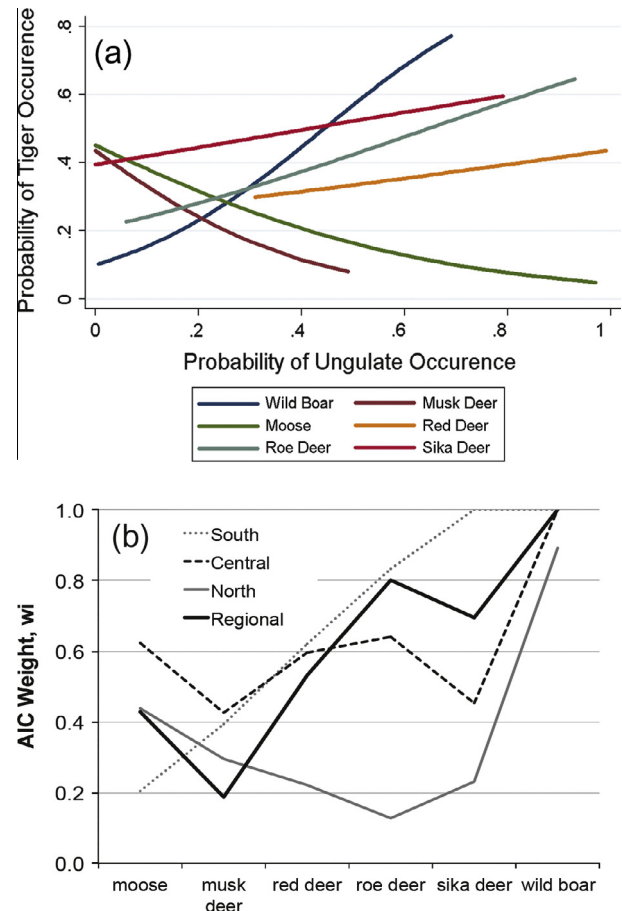 (a)
Probability of Tiger Occurence
.8
.6
.4
.2
0
0 .2 .4 .6 .8 1
Probability of Ungulate Occurence
Wild Boar Musk Deer
Moose Red Deer
Roe Deer Sika Deer
(b)
AIC Weight, wi
1.0
0.8
0.6
0.4
0.2
0.0
South
Central
North
Regional
moose musk deer red deer roe deer sika deer wild boar